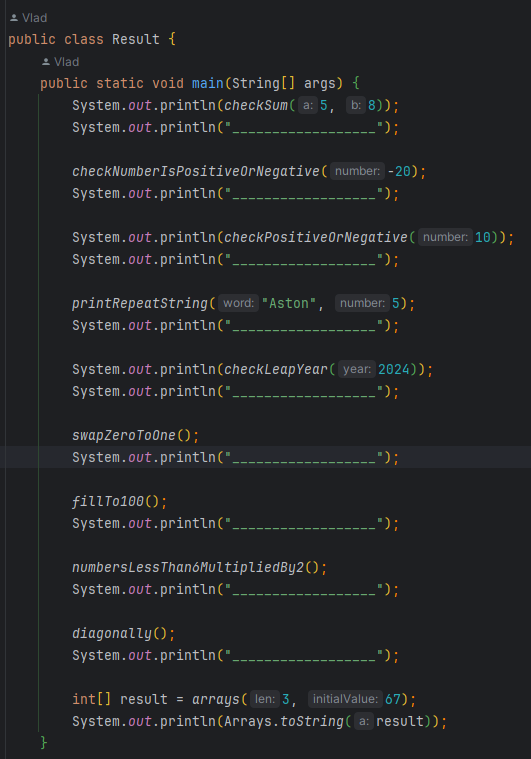 Vlad
public class Result {
Vlad
public static void main(String[] args) {
System.out.println(checkSum( a: 5, b: 8));
System.out.println("__________________");
checkNumberIsPositiveOrNegative( number: -20);
System.out.println("__________________");
System.out.println(checkPositiveOrNegative( number: 10));
System.out.println("__________________");
printRepeatString( word: "Aston", number: 5);
System.out.println("__________________");
System.out.println(checkLeapYear( year: 2024));
System.out.println("__________________");
swapZeroToOne();
System.out.println("__________________");
fillTo100();
System.out.println("__________________");
numbersLessThan6MultipliedBy2();
System.out.println("__________________");
diagonally();
System.out.println("__________________");
int[] result = arrays( len: 3, initialValue: 67);
System.out.println(Arrays.toString( a: result));
}